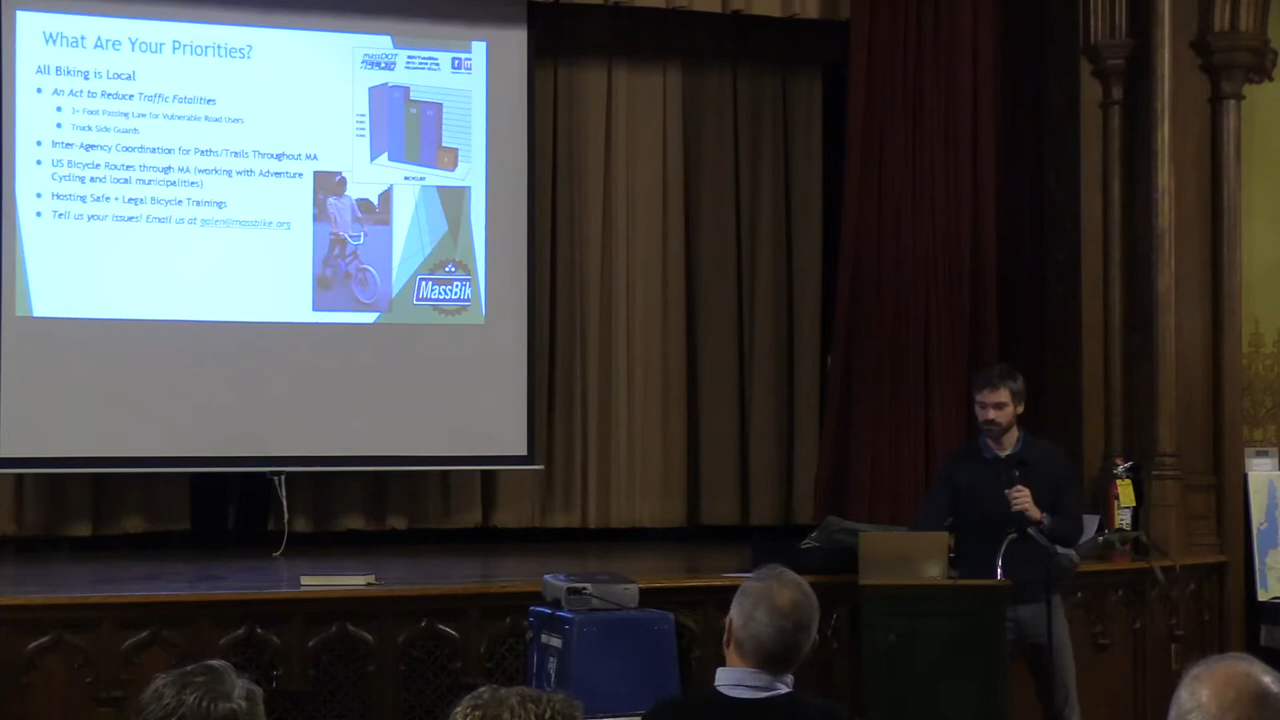 What Are Your Priorities?
All Biking is Local
An Act to Reduce Traffic Fatalities
3+ Foot Passing Law for Vulnerable Road Users
Truck Side Guards
Inter-Agency Coordination for Paths/Trails Throughout MA
US Bicycle Routes through MA (working with Adventure
Cycling and local municipalities)
Hosting Safe + Legal Bicycle Trainings
Tell us your issues! Email us at galen@massbike.org
massDOT
BICYCLIST
MassBik